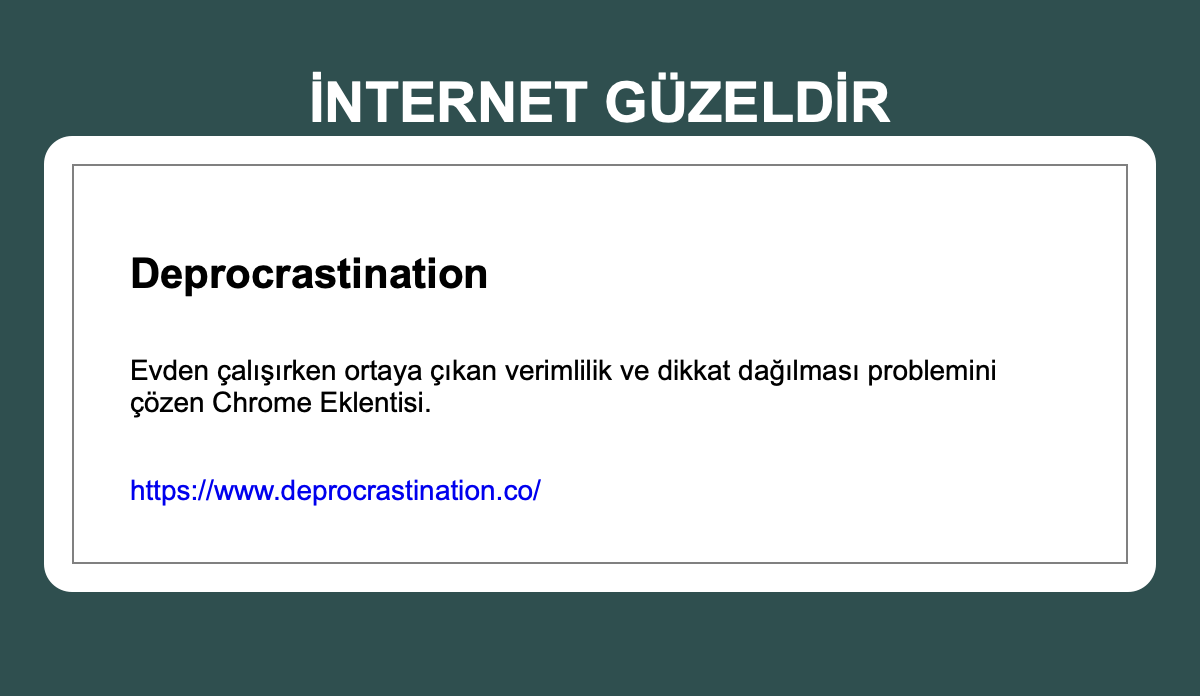 İNTERNET GÜZELDİR
Deprocrastination
Evden çalışırken ortaya çıkan verimlilik ve dikkat dağılması problemini
çözen Chrome Eklentisi.
https://www.deprocrastination.co/